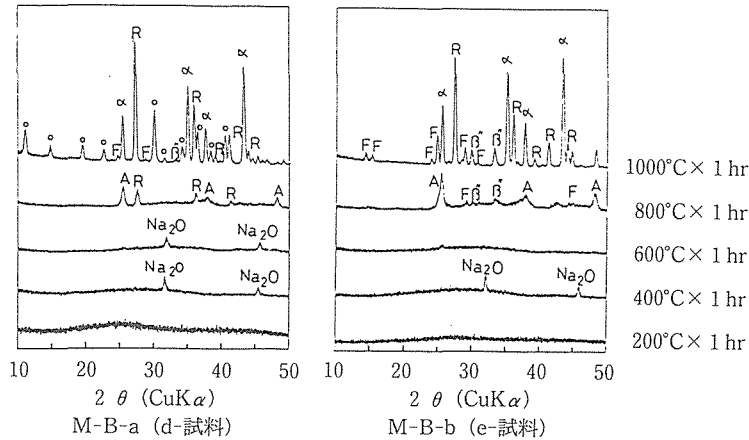 R
α
α
R
α
R
F F β" F R R
A R R A R A
Na₂O Na₂O
Na₂O Na₂O
10 20 30 40 50
2 θ (CuKα)
M-B-a (d-試料)
R
α
α
R α
F F F F β" F β" R R R
A F β" β" A F A
Na₂O Na₂O
10 20 30 40 50
2 θ (CuKα)
M-B-b (e-試料)
1000℃× 1 hr
800℃× 1 hr
600℃× 1 hr
400℃× 1 hr
200℃× 1 hr